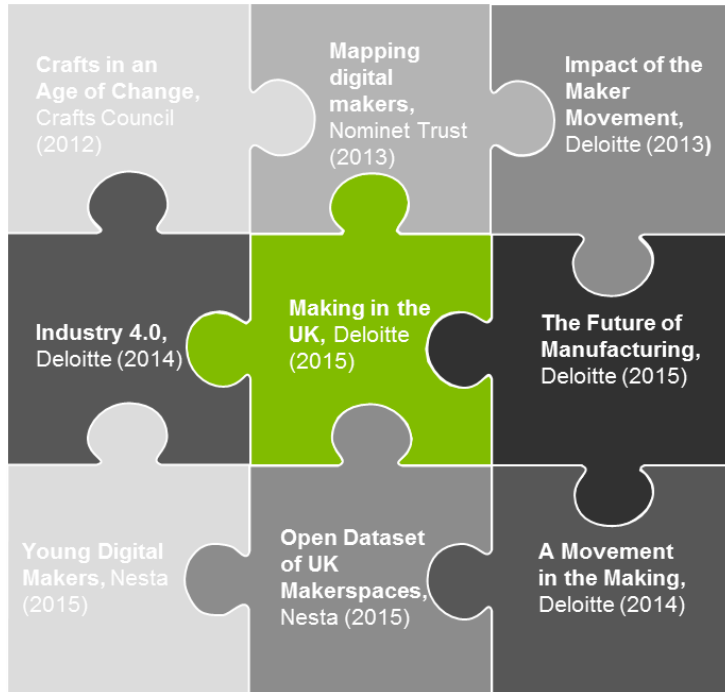 Crafts in an
Age of Change,
Crafts Council
(2012)
Mapping
digital
makers,
Nominet Trust
(2013)
Impact of the
Maker
Movement,
Deloitte (2013)
Industry 4.0,
Deloitte (2014)
Making in the
UK, Deloitte
(2015)
The Future of
Manufacturing,
Deloitte (2015)
Young Digital
Makers, Nesta
(2015)
Open Dataset
of UK
Makerspaces,
Nesta (2015)
A Movement
in the Making,
Deloitte (2014)